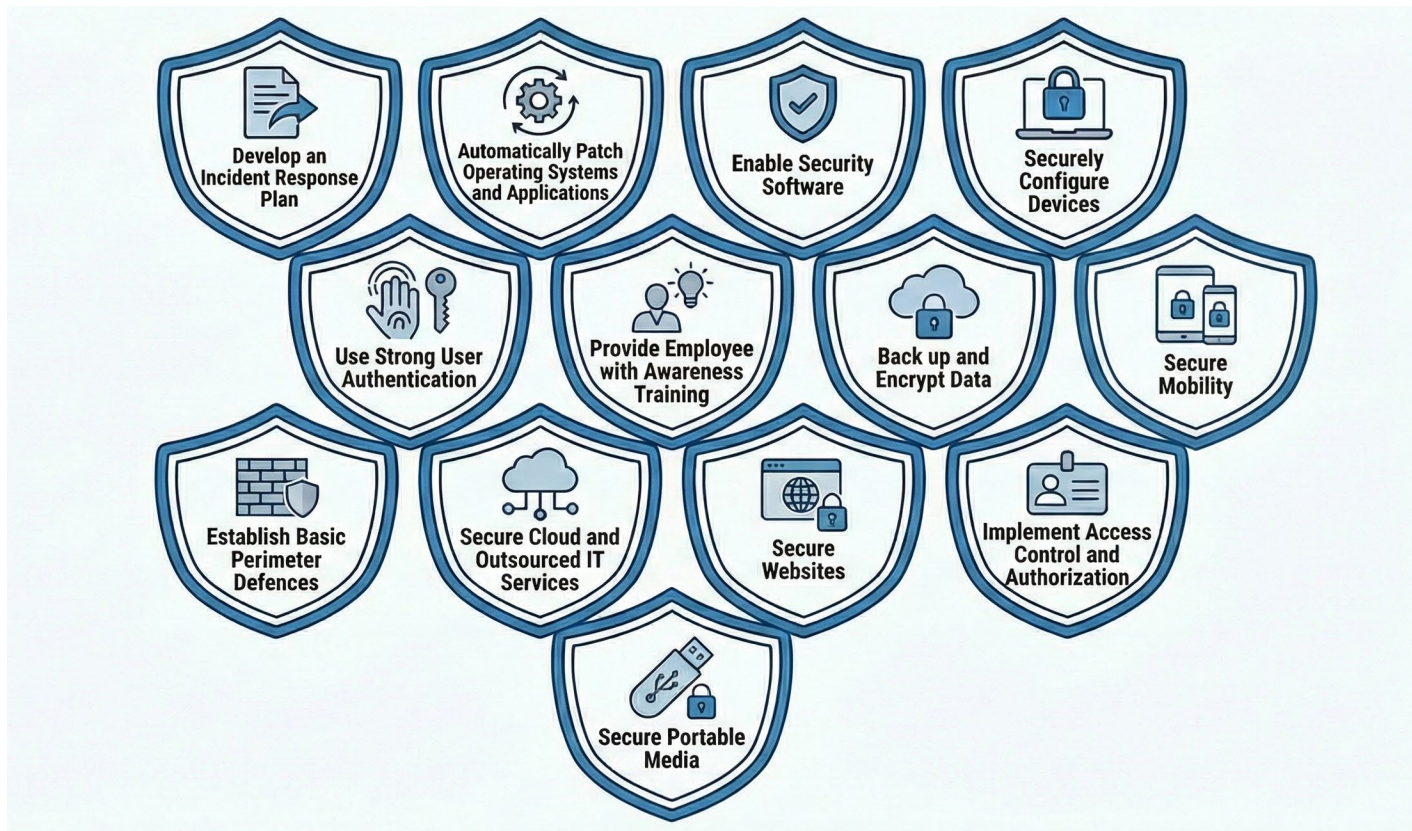 Develop an
Incident Response
Plan
Automatically Patch
Operating Systems
and Applications
Enable Security
Software
Securely
Configure
Devices
Use Strong User
Authentication
Provide Employee
with Awareness
Training
Back up and
Encrypt Data
Secure
Mobility
Establish Basic
Perimeter
Defences
Secure Cloud and
Outsourced IT
Services
Secure
Websites
Implement Access
Control and
Authorization
Secure Portable
Media